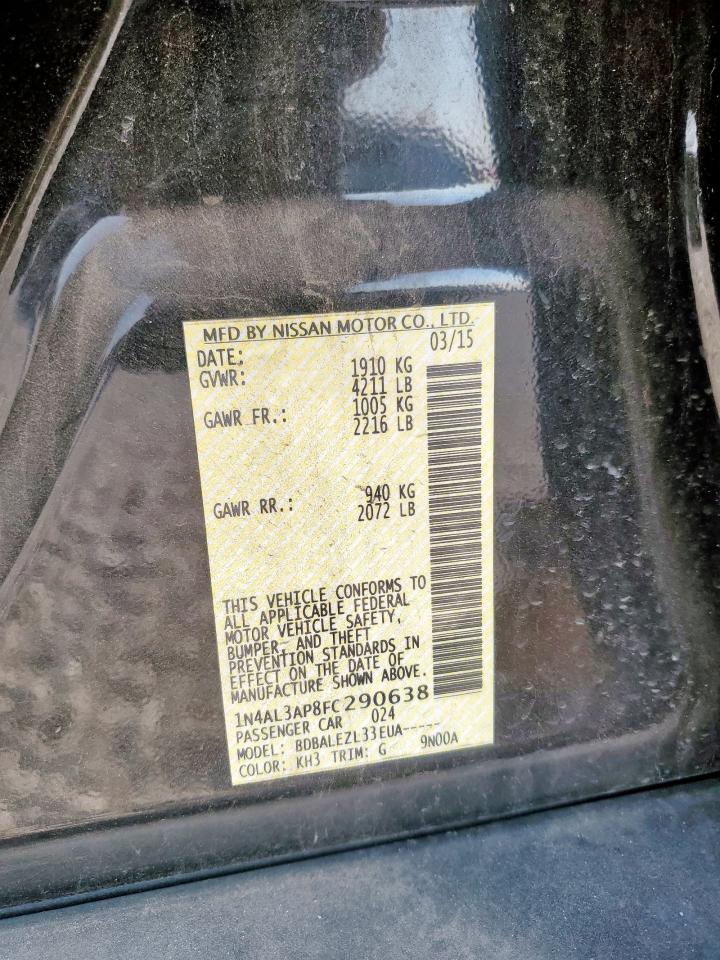 MFD BY NISSAN MOTOR CO., LTD.
DATE: 03/15
GVWR: 1910 KG
4211 LB
GAWR FR.: 1005 KG
2216 LB
GAWR RR.: 940 KG
2072 LB
THIS VEHICLE CONFORMS TO
ALL APPLICABLE FEDERAL
MOTOR VEHICLE SAFETY,
BUMPER, AND THEFT
PREVENTION STANDARDS IN
EFFECT ON THE DATE OF
MANUFACTURE SHOWN ABOVE.
1N4AL3AP8FC290638
PASSENGER CAR 024
MODEL: BDBALEZL33EUA-----
COLOR: KH3 TRIM: G 9N00A